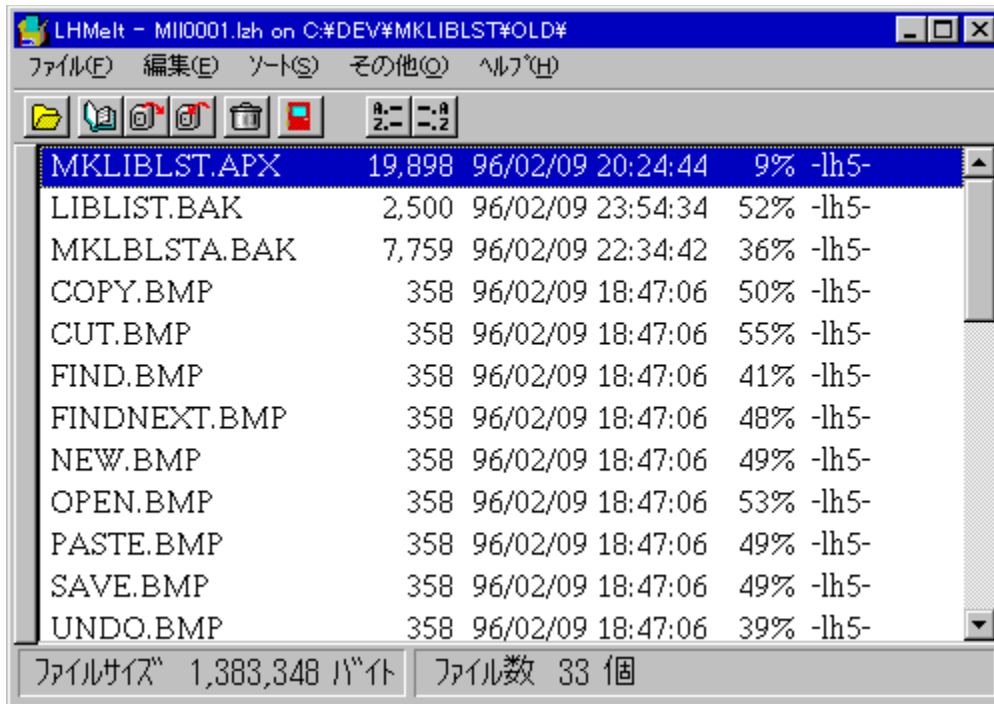 LHMelt - MIl0001.lzh on C:¥DEV¥MKLIBLST¥OLD¥
ﾌｧｲﾙ(F) 編集(E) ｿｰﾄ(S) その他(O) ﾍﾙﾌﾟ(H)
A.- Z.- -.A -.Z
MKLIBLST.APX 19,898 96/02/09 20:24:44 9% -lh5-
LIBLIST.BAK 2,500 96/02/09 23:54:34 52% -lh5-
MKLBLSTA.BAK 7,759 96/02/09 22:34:42 36% -lh5-
COPY.BMP 358 96/02/09 18:47:06 50% -lh5-
CUT.BMP 358 96/02/09 18:47:06 55% -lh5-
FIND.BMP 358 96/02/09 18:47:06 41% -lh5-
FINDNEXT.BMP 358 96/02/09 18:47:06 48% -lh5-
NEW.BMP 358 96/02/09 18:47:06 49% -lh5-
OPEN.BMP 358 96/02/09 18:47:06 53% -lh5-
PASTE.BMP 358 96/02/09 18:47:06 49% -lh5-
SAVE.BMP 358 96/02/09 18:47:06 49% -lh5-
UNDO.BMP 358 96/02/09 18:47:06 39% -lh5-
ﾌｧｲﾙｻｲｽﾞ 1,383,348 ﾊﾞｲﾄ ﾌｧｲﾙ数 33 個